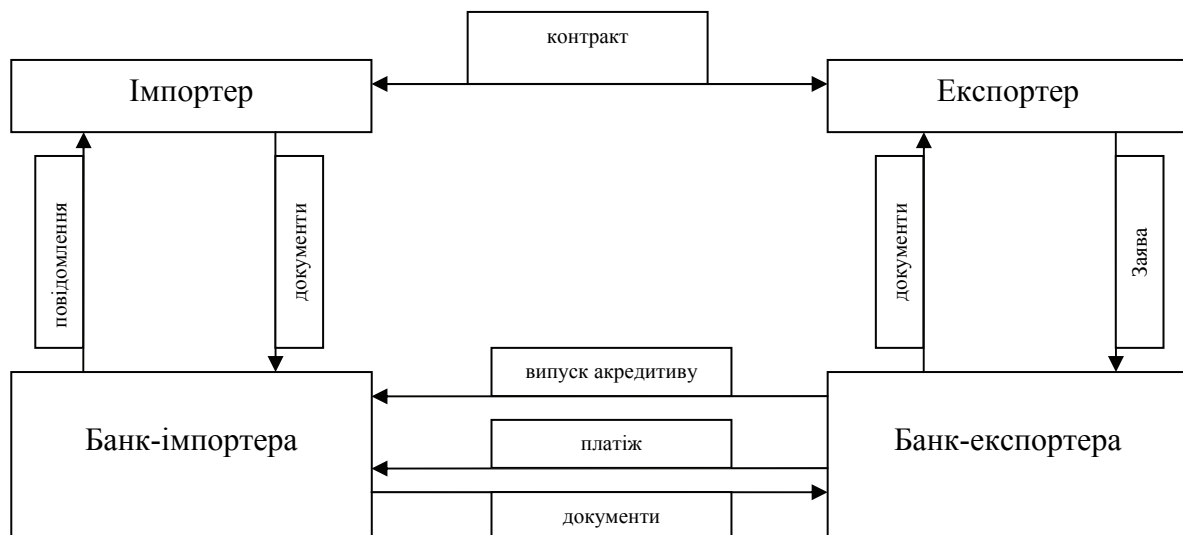 контракт
Імпортер
Експортер
повідомлення
документи
документи
Заява
випуск акредитиву
Банк-імпортера
платіж
Банк-експортера
документи